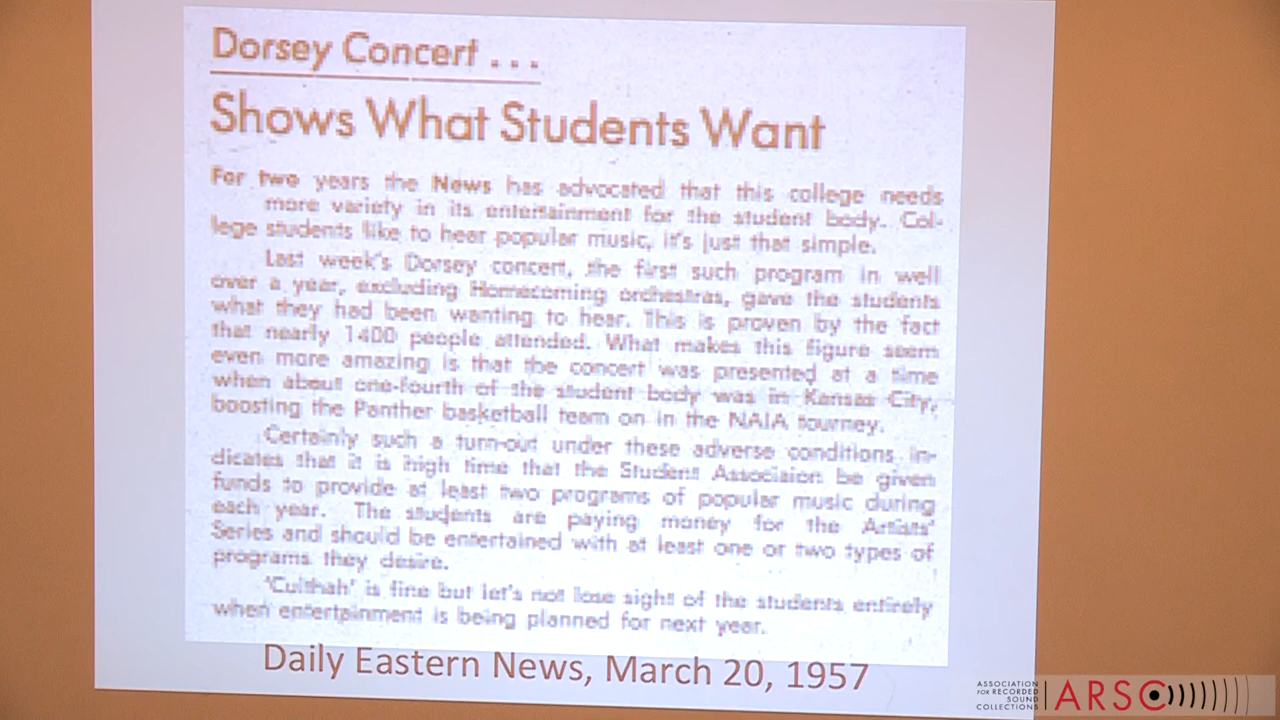 Dorsey Concert . . .
Shows What Students Want
For two years the News has advocated that this college needs
more variety in its entertainment for the student body. Col-
lege students like to hear popular music, it's just that simple.
Last week's Dorsey concert, the first such program in well
over a year, excluding Homecoming orchestras, gave the students
what they had been wanting to hear. This is proven by the fact
that nearly 1400 people attended. What makes this figure seem
even more amazing is that the concert was presented at a time
when about one-fourth of the student body was in Kansas City,
boosting the Panther basketball team on in the NAIA tourney.
Certainly such a turn-out under these adverse conditions in-
dicates that it is high time that the Student Association be given
funds to provide at least two programs of popular music during
each year. The students are paying money for the Artists'
Series and should be entertained with at least one or two types of
programs they desire.
'Culthah' is fine but let's not lose sight of the students entirely
when entertainment is being planned for next year.
Daily Eastern News, March 20, 1957
ASSOCIATION
FOR RECORDED
SOUND
COLLECTIONS
ARSC